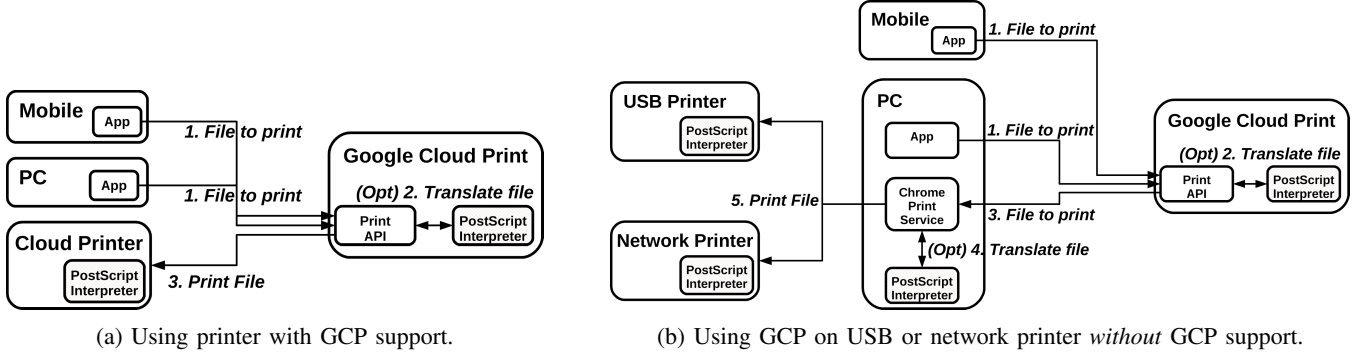 Mobile
App
1. File to print
PC
App
1. File to print
Google Cloud Print
(Opt) 2. Translate file
Print
API
PostScript
Interpreter
Cloud Printer
PostScript
Interpreter
3. Print File
(a) Using printer with GCP support.
Mobile
App
1. File to print
USB Printer
PostScript
Interpreter
PC
App
1. File to print
Google Cloud Print
(Opt) 2. Translate file
Print
API
PostScript
Interpreter
Chrome
Print
Service
3. File to print
5. Print File
Network Printer
PostScript
Interpreter
(Opt) 4. Translate file
PostScript
Interpreter
(b) Using GCP on USB or network printer without GCP support.